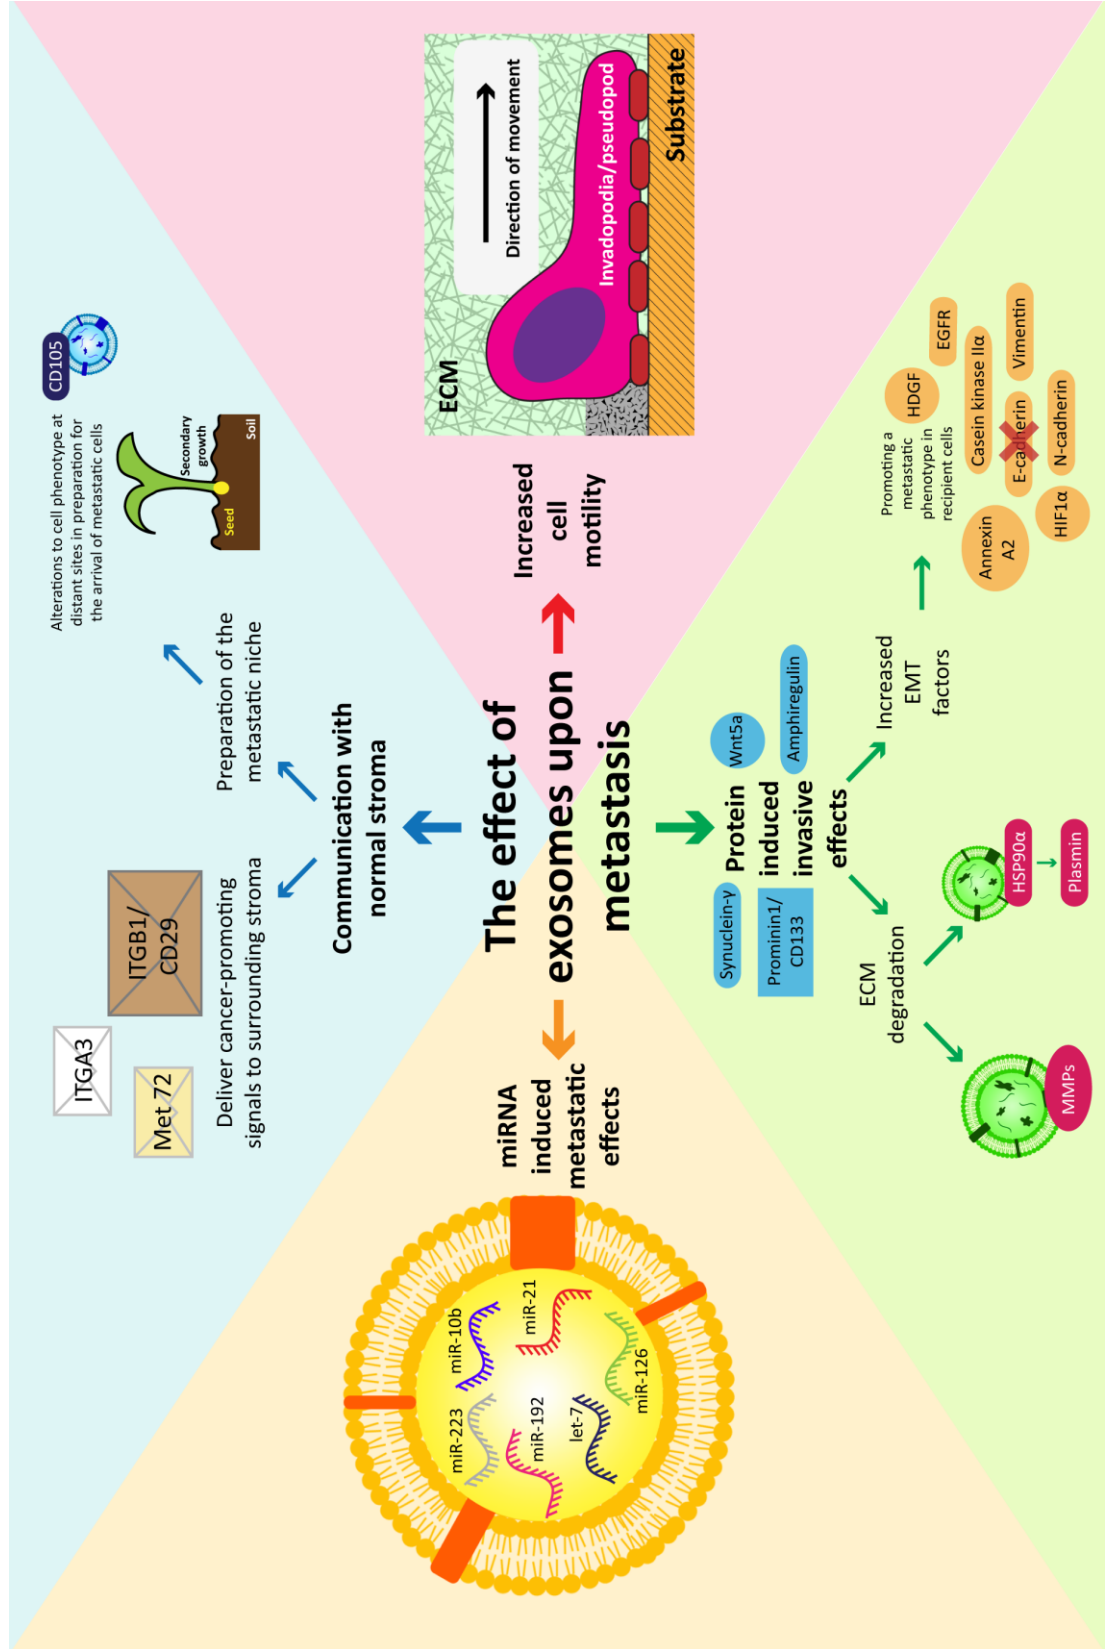 The effect of
exosomes upon
metastasis
Communication with
normal stroma
Deliver cancer-promoting
signals to surrounding stroma
Met 72
ITGA3
ITGB1/
CD29
Preparation of the
metastatic niche
Alterations to cell phenotype at
distant sites in preparation for
the arrival of metastatic cells
CD105
Secondary
growth
Seed
Soil
miRNA
induced
metastatic
effects
miR-223
miR-10b
miR-192
miR-21
let-7
miR-126
Increased
cell
motility
ECM
Direction of movement
Invadopodia/pseudopod
Substrate
Protein
induced
invasive
effects
Synuclein-γ
Prominin1/
CD133
Wnt5a
Amphiregulin
ECM
degradation
MMPs
HSP90α
Plasmin
Increased
EMT
factors
Promoting a
metastatic
phenotype in
recipient cells
HDGF
EGFR
Annexin
A2
Casein kinase IIα
E-cadherin
Vimentin
HIF1α
N-cadherin